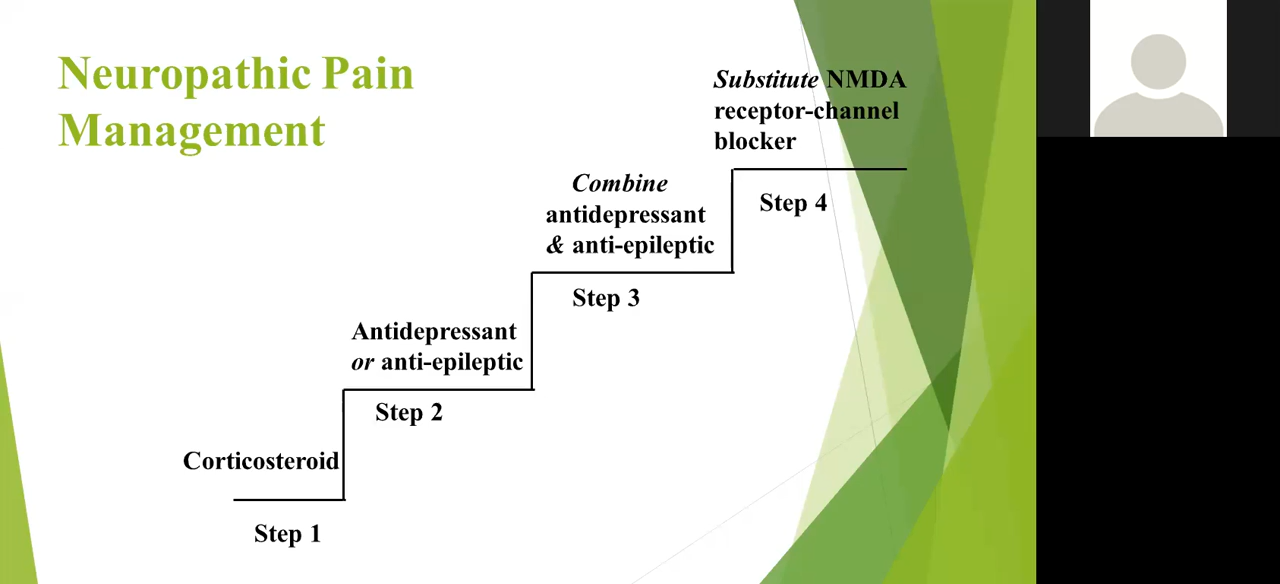 Neuropathic Pain
Management
Substitute NMDA
receptor-channel
blocker
Step 4
Combine
antidepressant
& anti-epileptic
Step 3
Antidepressant
or anti-epileptic
Step 2
Corticosteroid
Step 1